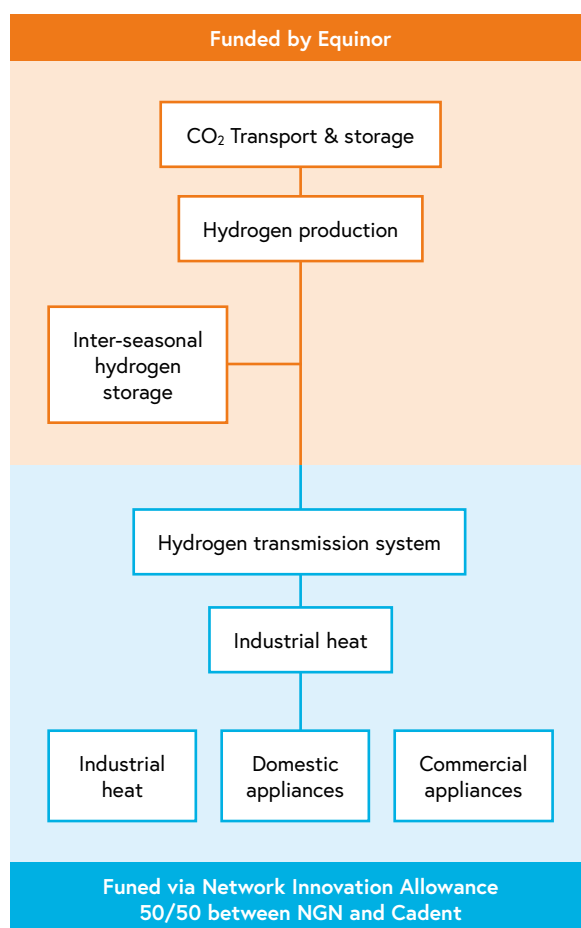 Funded by Equinor
CO₂ Transport & storage
Hydrogen production
Inter-seasonal
hydrogen
storage
Hydrogen transmission system
Industrial heat
Industrial
heat
Domestic
appliances
Commercial
appliances
Funed via Network Innovation Allowance
50/50 between NGN and Cadent